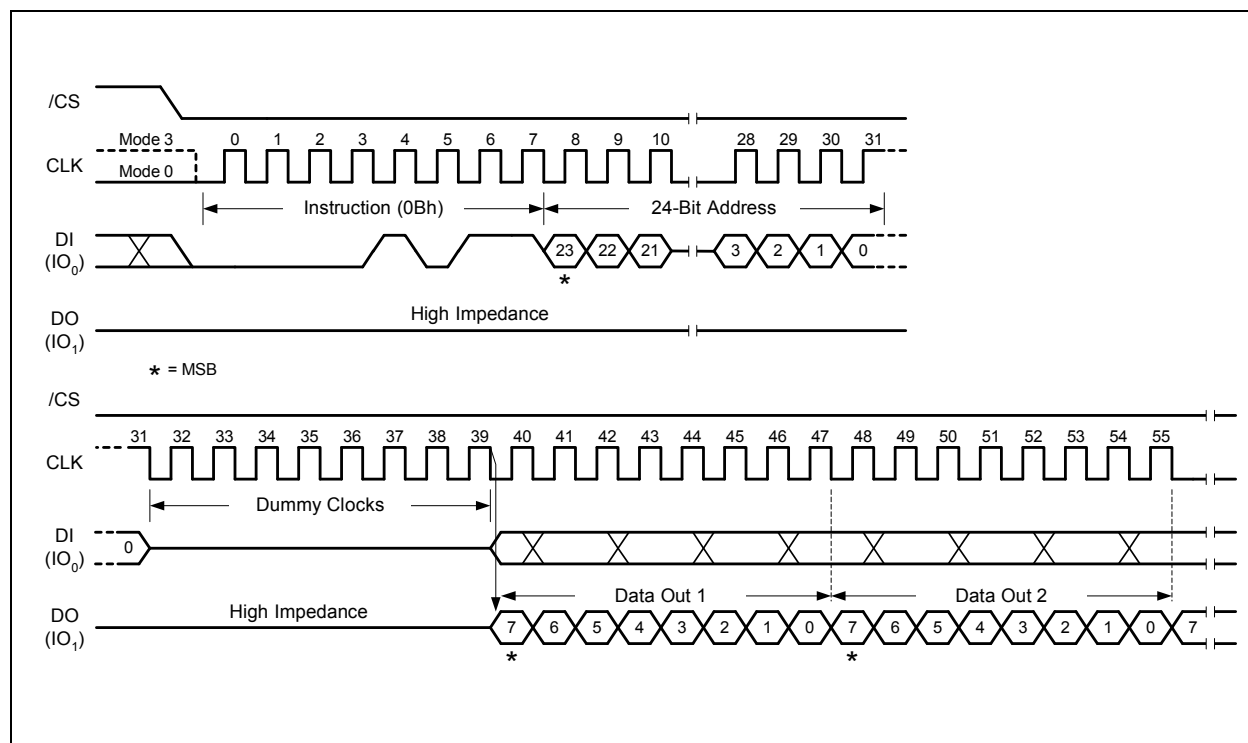 /CS
Mode 3 0 1 2 3 4 5 6 7 8 9 10 28 29 30 31
CLK
Mode 0
Instruction (0Bh) 24-Bit Address
DI
(IO0) 23 22 21 3 2 1 0
*
High Impedance
DO
(IO1)
* = MSB
/CS
31 32 33 34 35 36 37 38 39 40 41 42 43 44 45 46 47 48 49 50 51 52 53 54 55
CLK
Dummy Clocks
DI
(IO0) 0
Data Out 1 Data Out 2
High Impedance
DO
(IO1) 7 6 5 4 3 2 1 0 7 6 5 4 3 2 1 0 7
* *